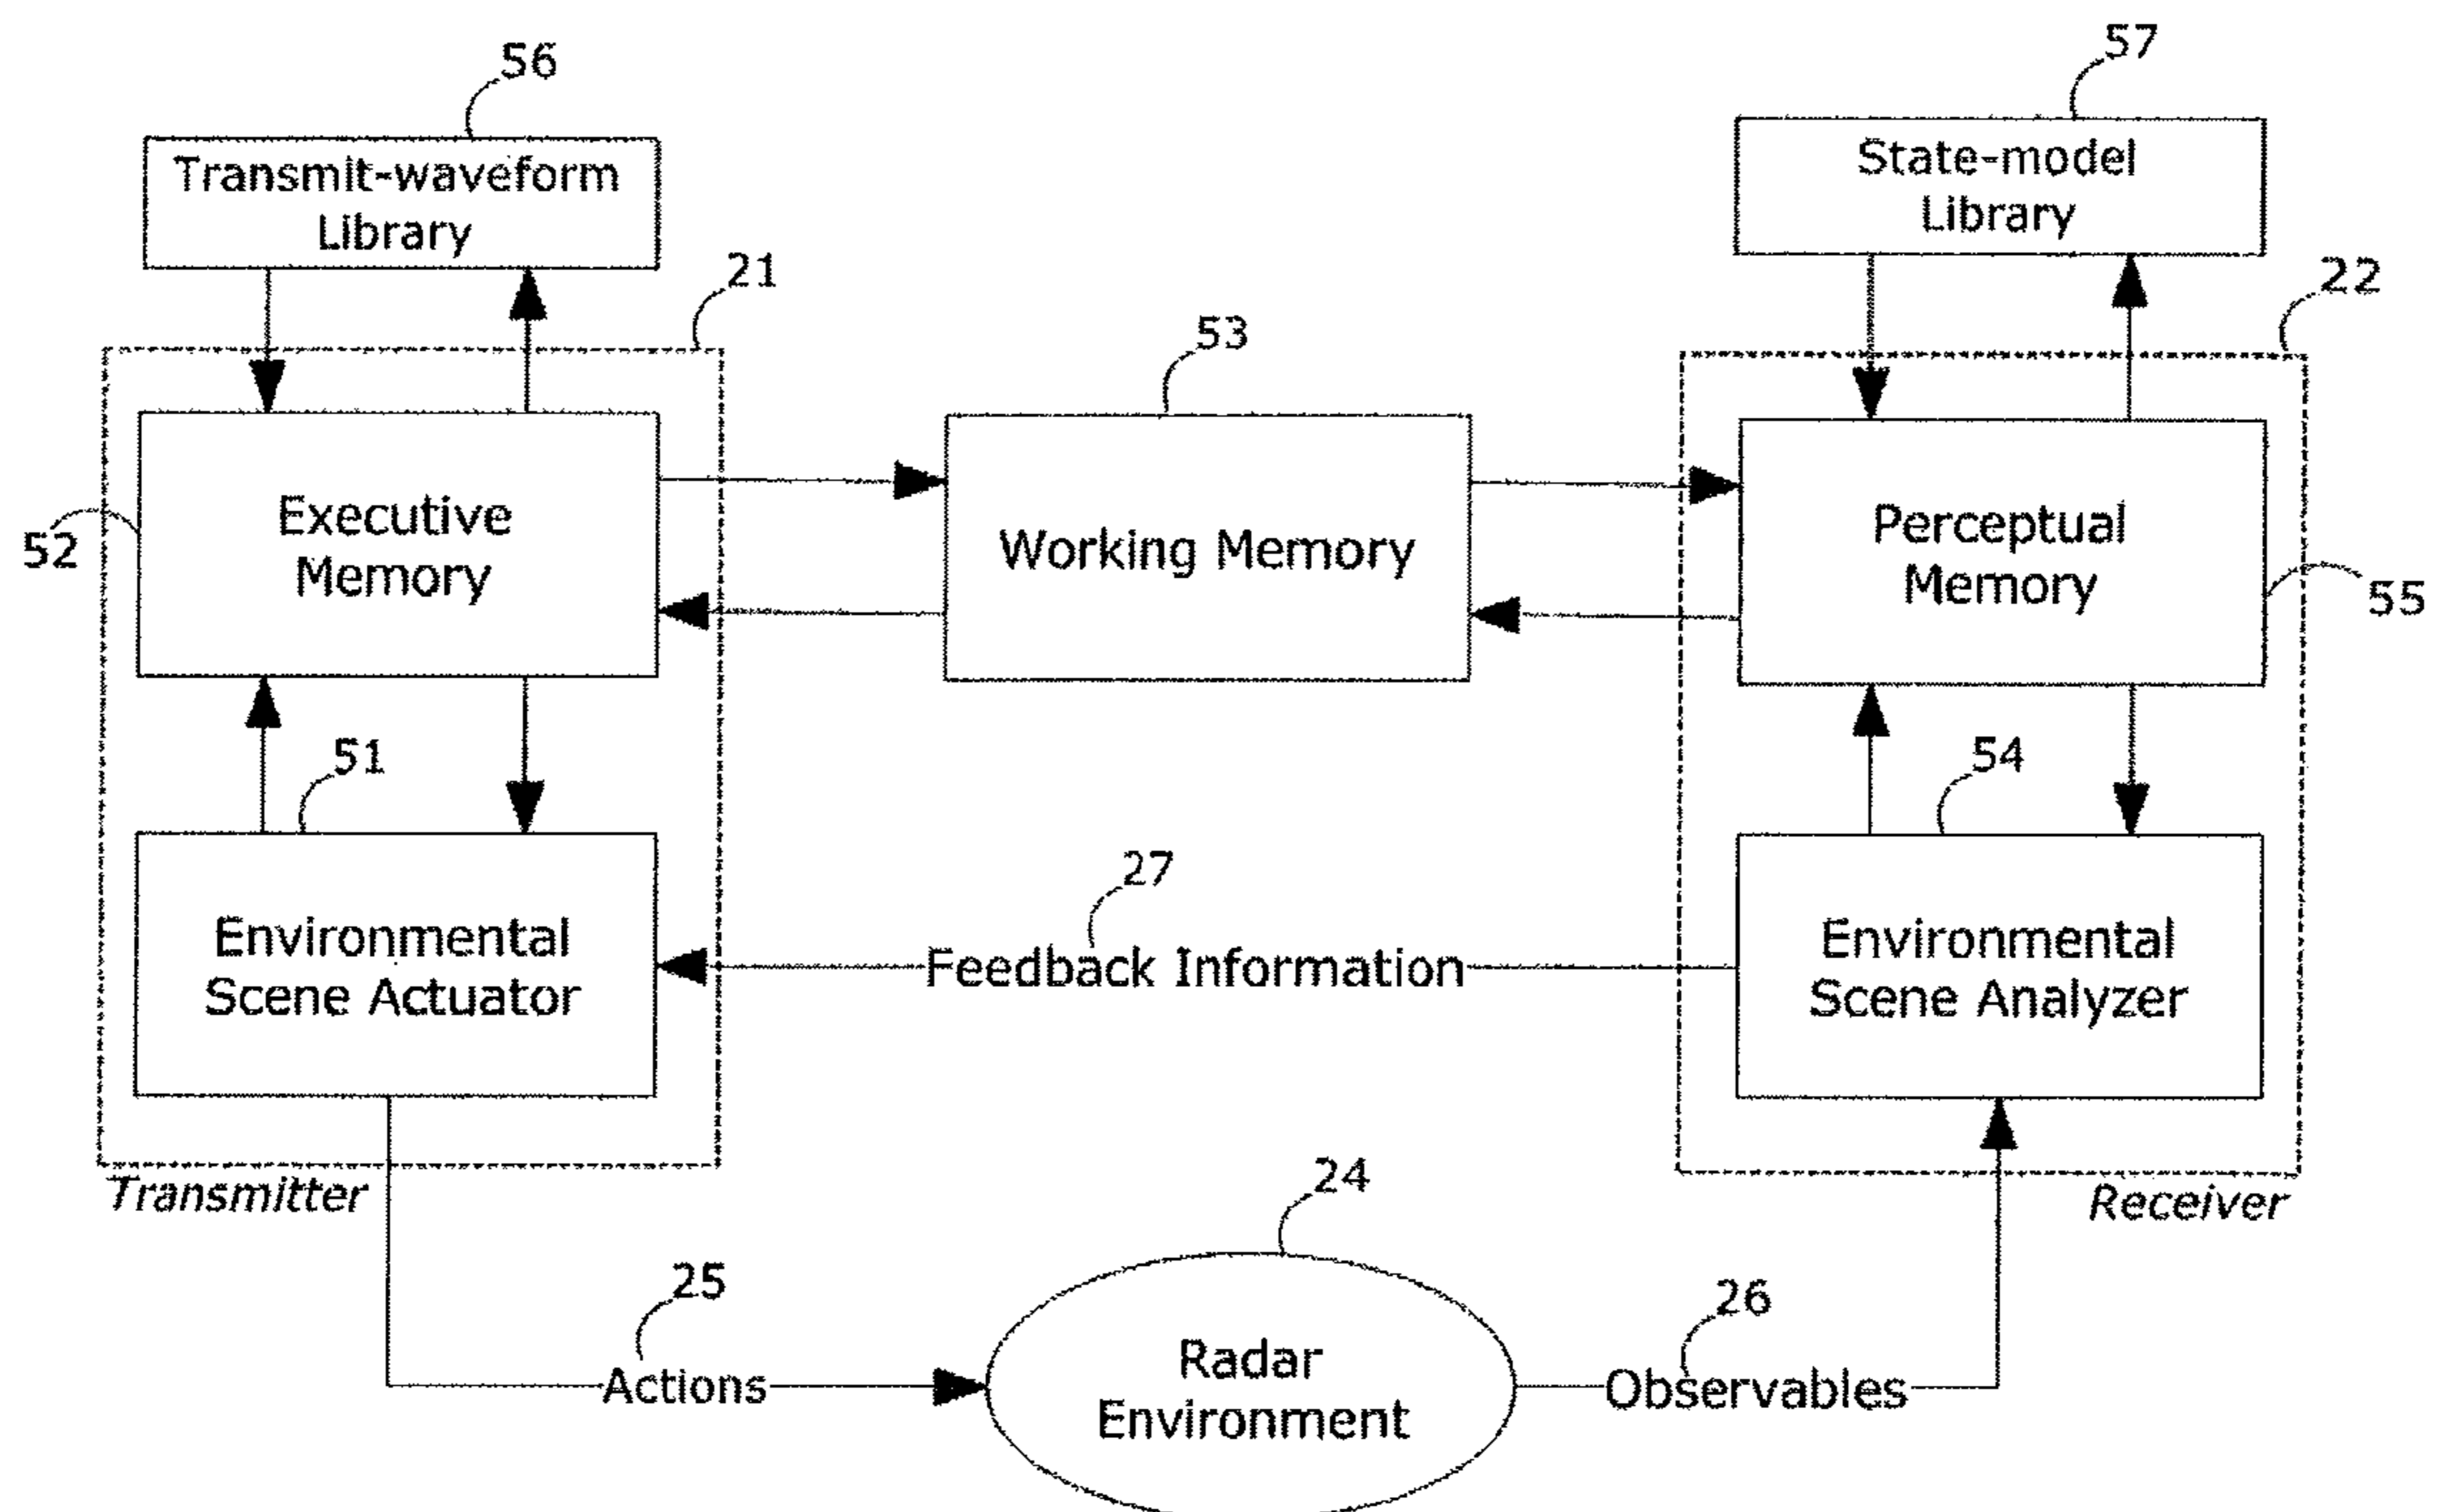 56
57
Transmit-waveform
Library
State-model
Library
21
22
53
Executive
Memory
52
Working Memory
Perceptual
Memory
55
51
54
27
Environmental
Scene Actuator
Feedback Information
Environmental
Scene Analyzer
24
Transmitter
Receiver
25
26
Actions
Radar
Environment
Observables